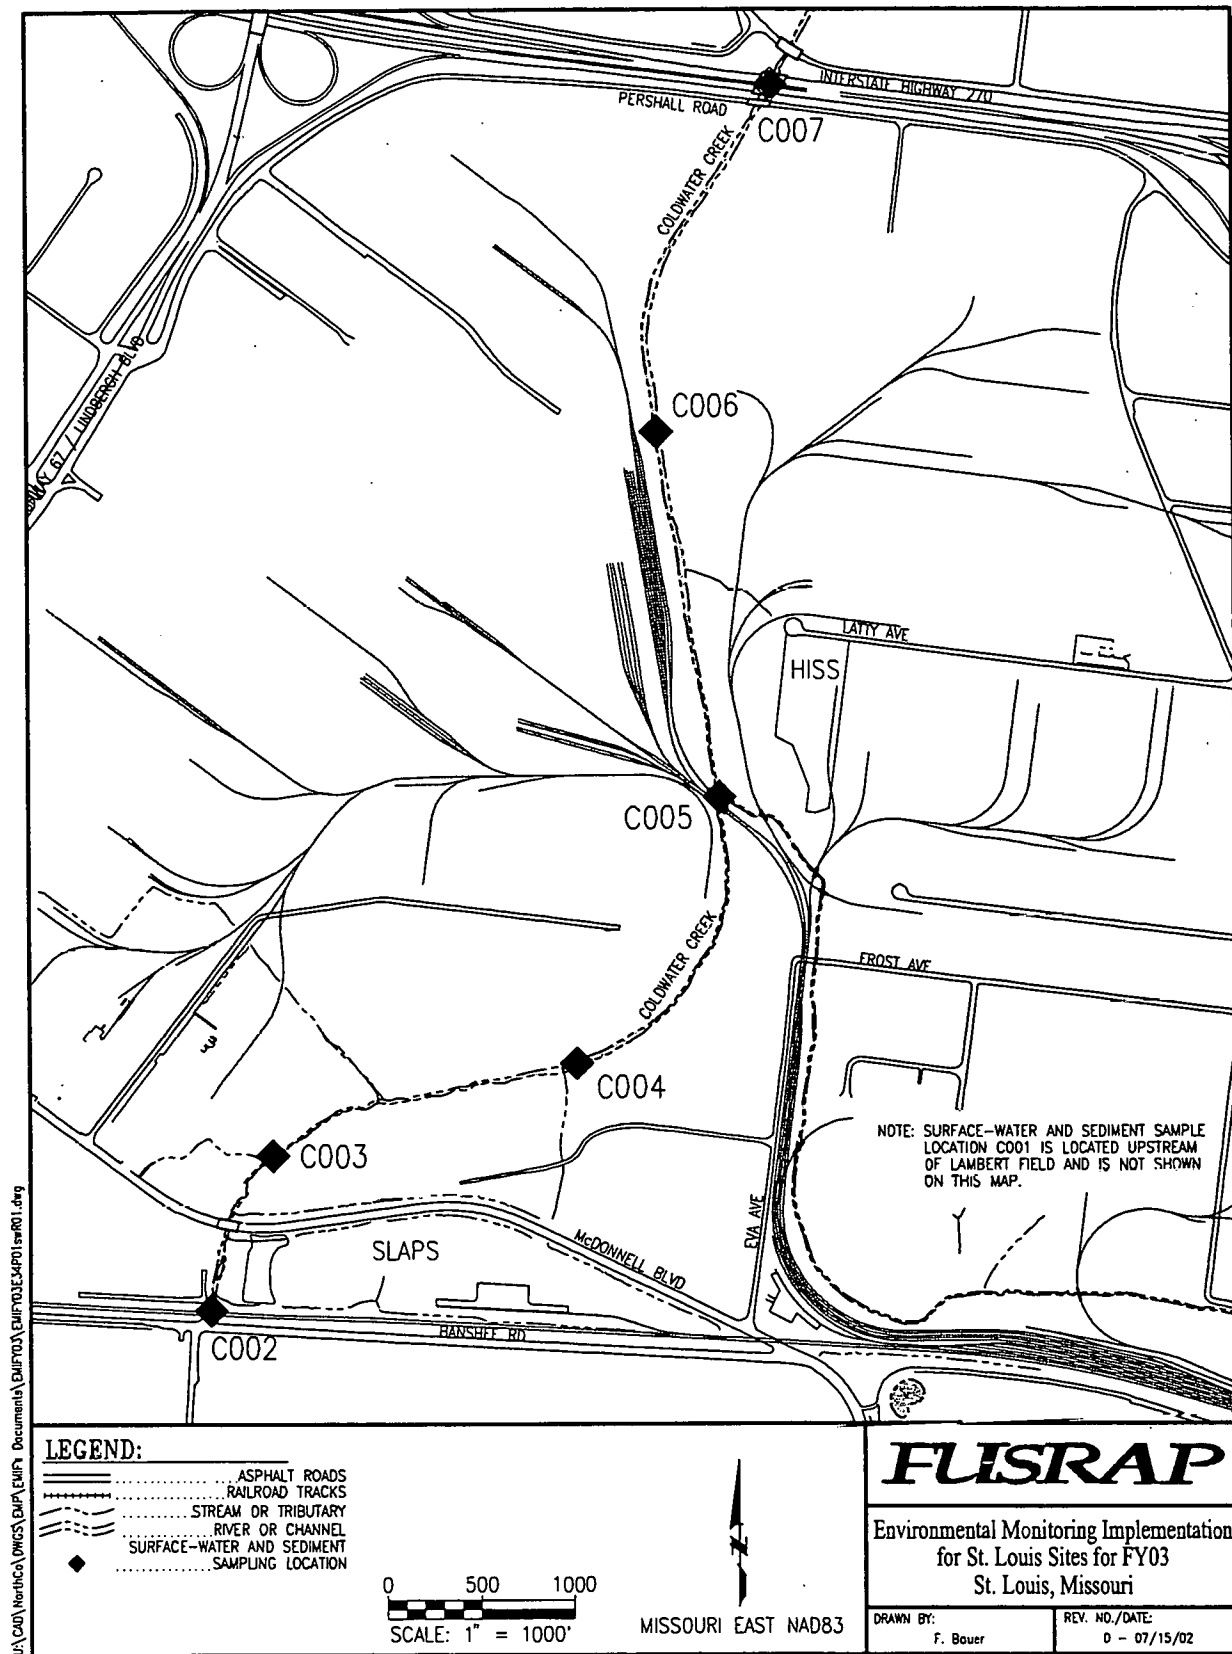 INTERSTATE HIGHWAY 270
PERSHALL ROAD
C007
COLDWATER CREEK
67 / LINDBERGH BLVD
C006
LATTY AVE
HISS
C005
COLDWATER CREEK
FROST AVE
C004
C003
NOTE: SURFACE-WATER AND SEDIMENT SAMPLE
LOCATION C001 IS LOCATED UPSTREAM
OF LAMBERT FIELD AND IS NOT SHOWN
ON THIS MAP.
EVA AVE
SLAPS
McDONNELL BLVD
BANSHEE RD
C002
LEGEND:
ASPHALT ROADS
RAILROAD TRACKS
STREAM OR TRIBUTARY
RIVER OR CHANNEL
SURFACE-WATER AND SEDIMENT
SAMPLING LOCATION
0 500 1000
SCALE: 1" = 1000'
N
MISSOURI EAST NAD83
FUSRAP
Environmental Monitoring Implementation
for St. Louis Sites for FY03
St. Louis, Missouri
DRAWN BY:
F. Bauer
REV. NO./DATE:
0 - 07/15/02